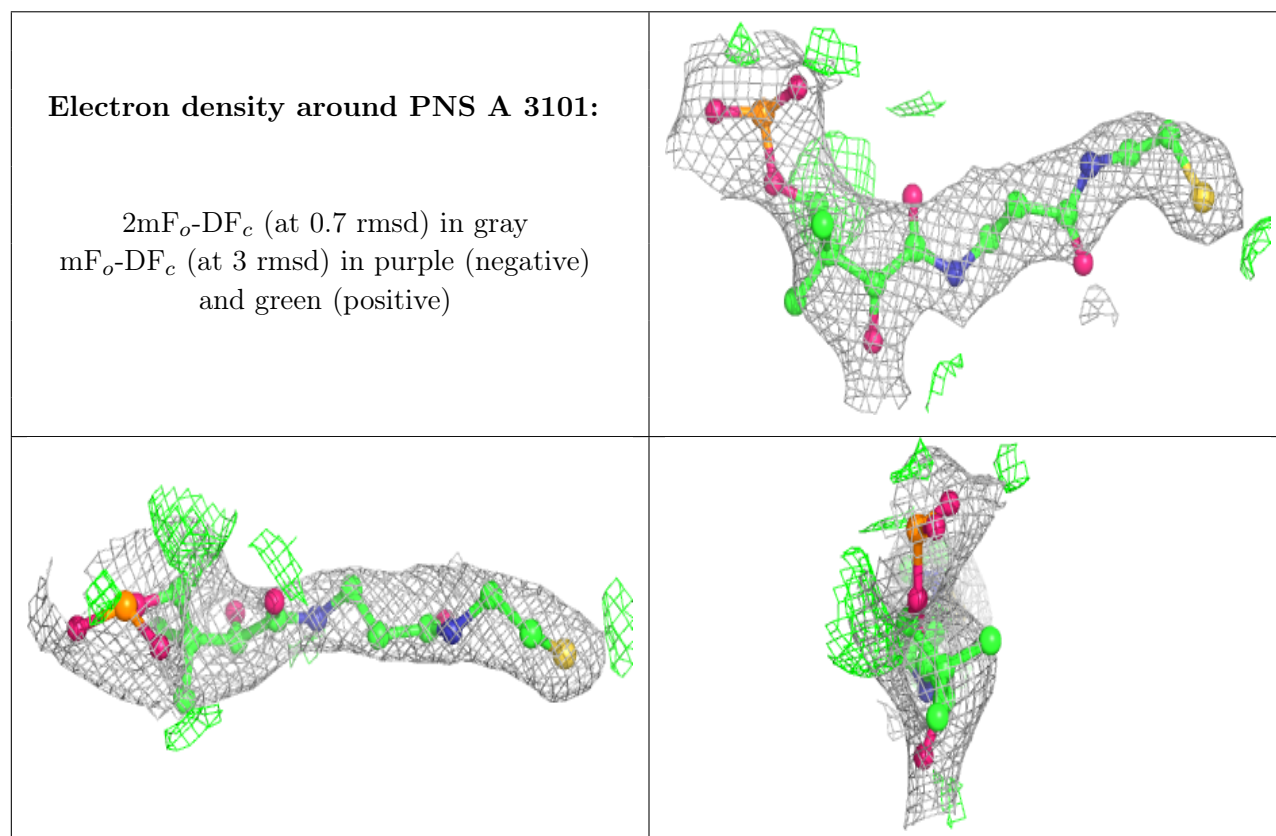 Electron density around PNS A 3101:
2mFo-DFc (at 0.7 rmsd) in gray
mFo-DFc (at 3 rmsd) in purple (negative)
and green (positive)